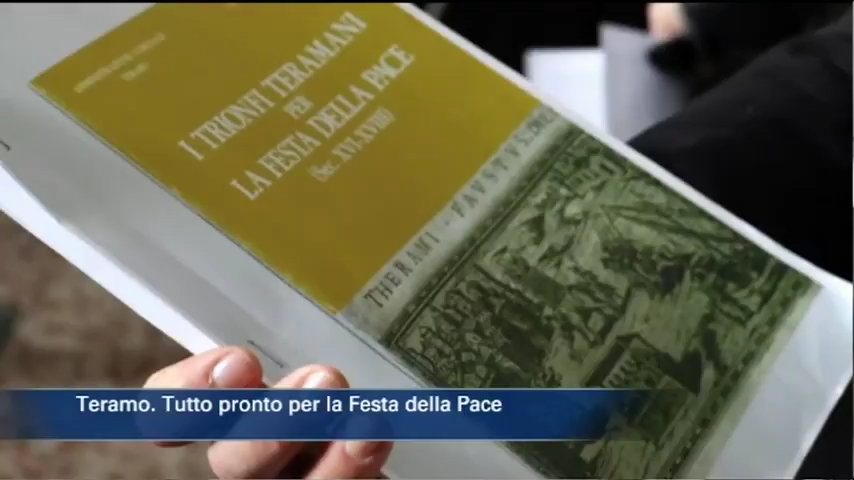 I TRIONFI TERAMANI
PER
LA FESTA DELLA PACE
(Sec. XVI-XVIII)
THERAMI - FAVSTVS
Teramo. Tutto pronto per la Festa della Pace